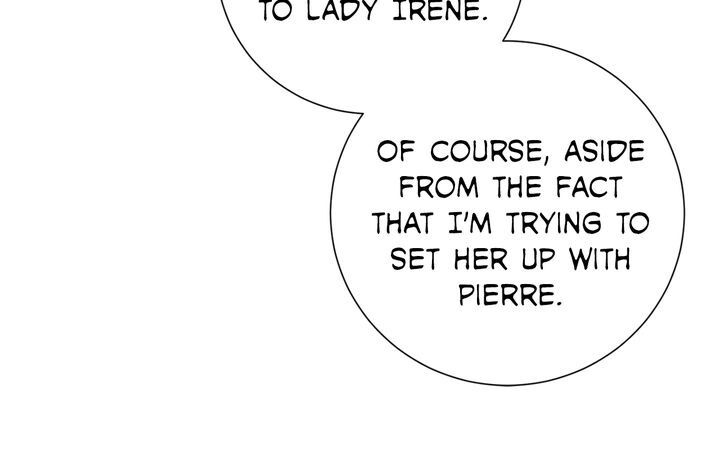 TO LADY IRENE.
OF COURSE, ASIDE
FROM THE FACT
THAT I'M TRYING TO
SET HER UP WITH
PIERRE.